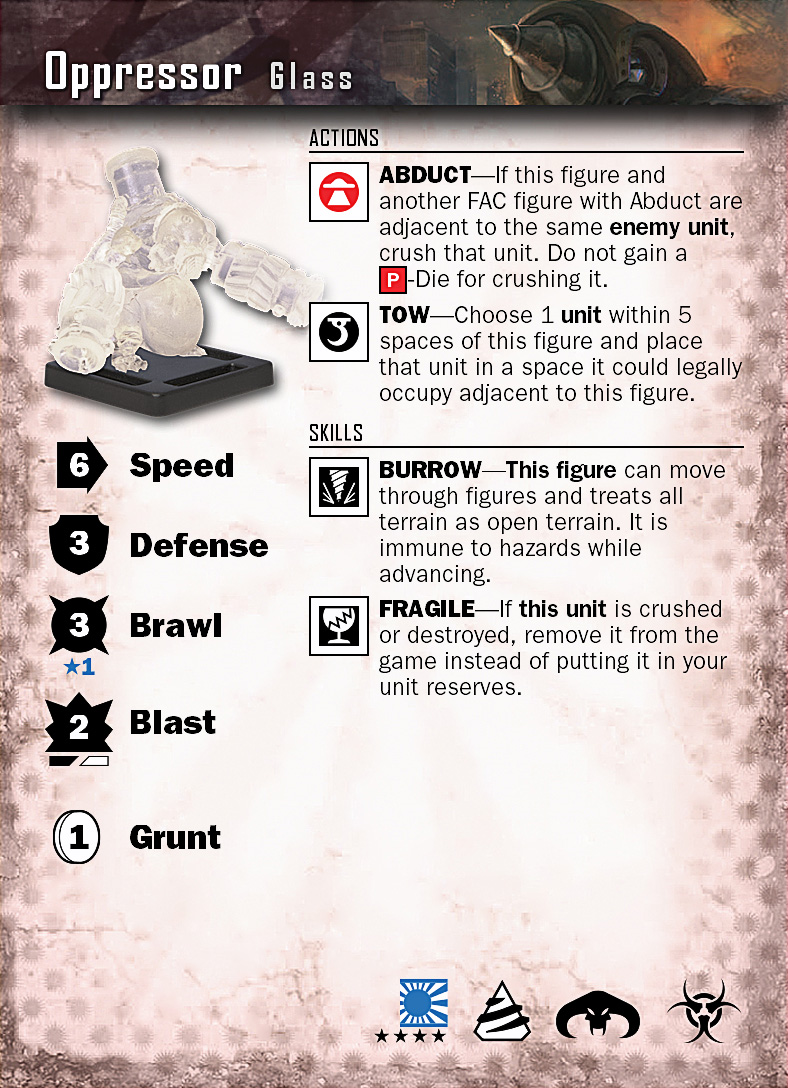 Oppressor Glass
ACTIONS
ABDUCT—If this figure and
another FAC figure with Abduct are
adjacent to the same enemy unit,
crush that unit. Do not gain a
P-Die for crushing it.
TOW—Choose 1 unit within 5
spaces of this figure and place
that unit in a space it could legally
occupy adjacent to this figure.
SKILLS
BURROW—This figure can move
through figures and treats all
terrain as open terrain. It is
immune to hazards while
advancing.
FRAGILE—If this unit is crushed
or destroyed, remove it from the
game instead of putting it in your
unit reserves.
6 Speed
3 Defense
3 Brawl
★1
2 Blast
1 Grunt
★★★★